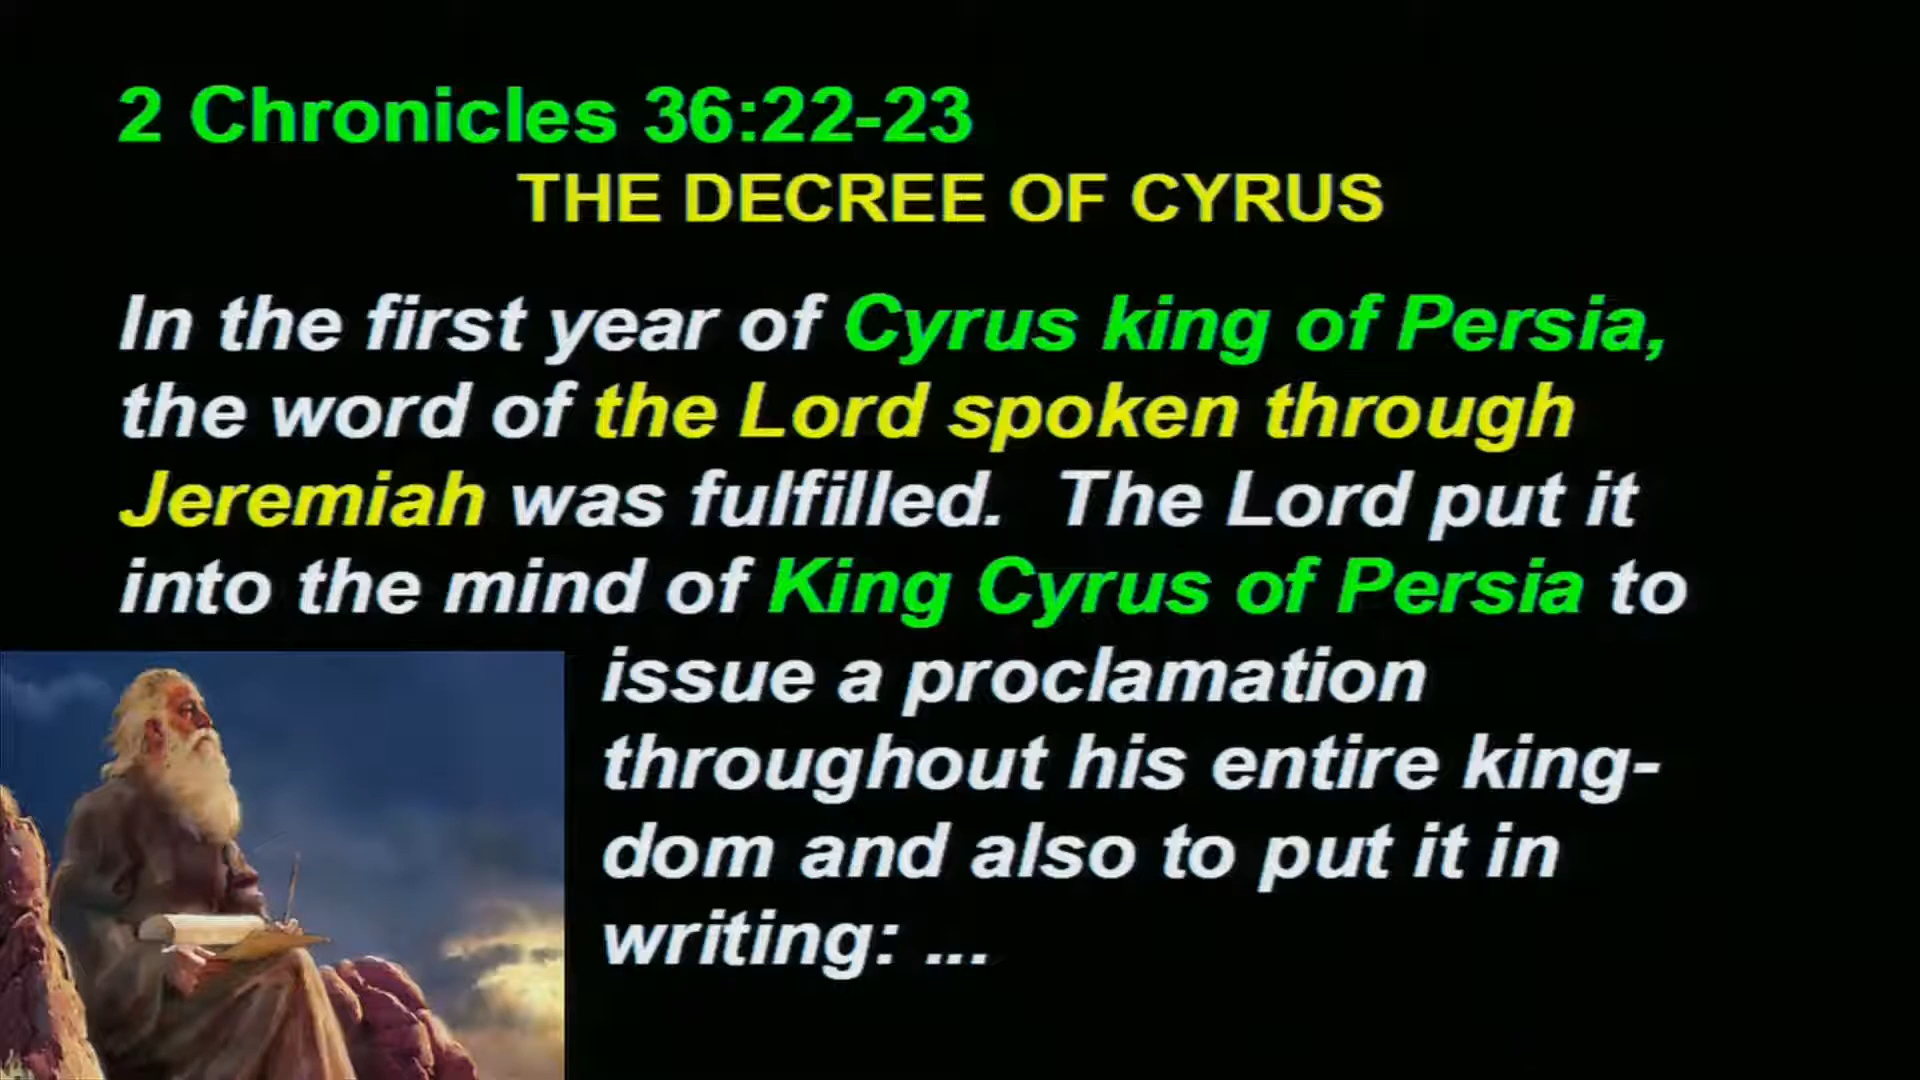 2 Chronicles 36:22-23
THE DECREE OF CYRUS
In the first year of Cyrus king of Persia,
the word of the Lord spoken through
Jeremiah was fulfilled.  The Lord put it
into the mind of King Cyrus of Persia to
issue a proclamation
throughout his entire king-
dom and also to put it in
writing: ...